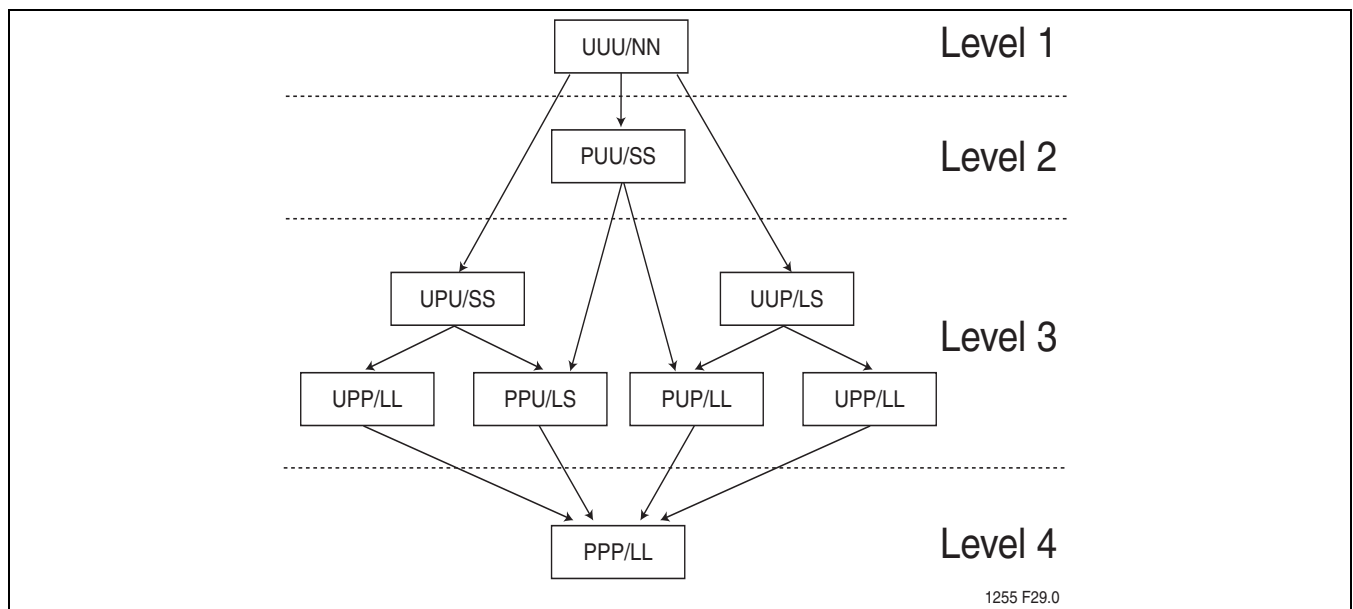 UUU/NN
Level 1
PUU/SS
Level 2
UPU/SS
UUP/LS
Level 3
UPP/LL
PPU/LS
PUP/LL
UPP/LL
PPP/LL
Level 4
1255 F29.0